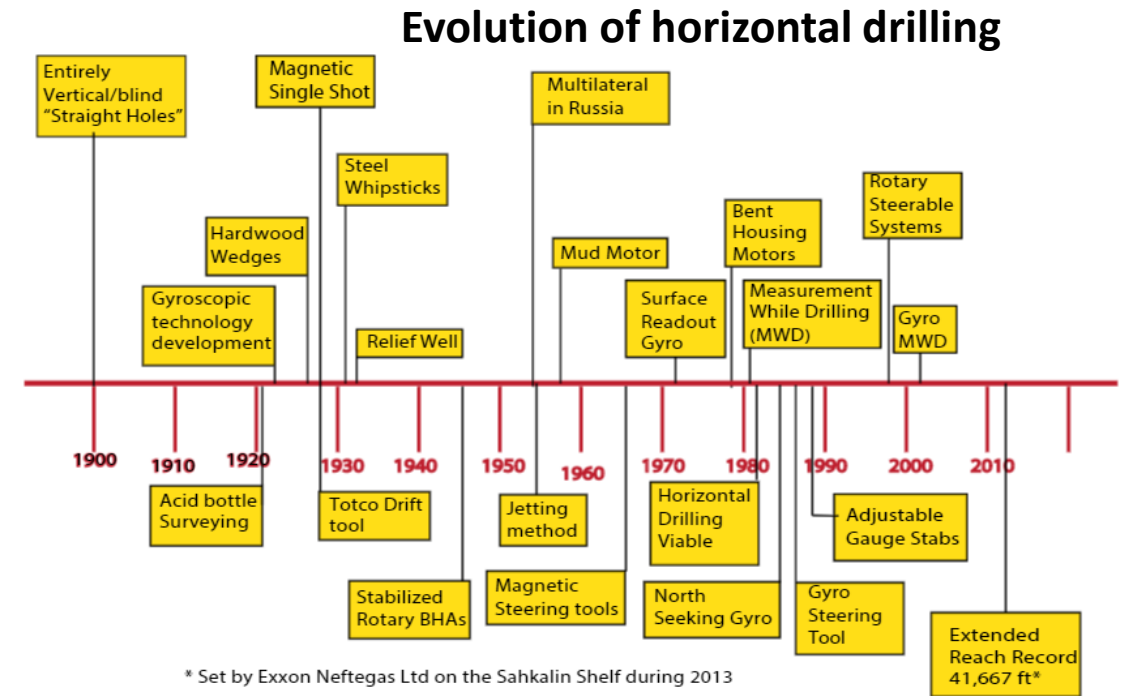 Evolution of horizontal drilling
Entirely
Vertical/blind
"Straight Holes"
Magnetic
Single Shot
Multilateral
in Russia
Steel
Whipsticks
Rotary
Steerable
Systems
Bent
Housing
Motors
Hardwood
Wedges
Mud Motor
Gyroscopic
technology
development
Surface
Readout
Gyro
Measurement
While Drilling
(MWD)
Gyro
MWD
Relief Well
1900
1910
1920
1930
1940
1950
1960
1970
1980
1990
2000
2010
Acid bottle
Surveying
Totco Drift
tool
Jetting
method
Horizontal
Drilling
Viable
Adjustable
Gauge Stabs
Stabilized
Rotary BHAs
Magnetic
Steering tools
North
Seeking Gyro
Gyro
Steering
Tool
Extended
Reach Record
41,667 ft*
* Set by Exxon Neftegas Ltd on the Sahkalin Shelf during 2013